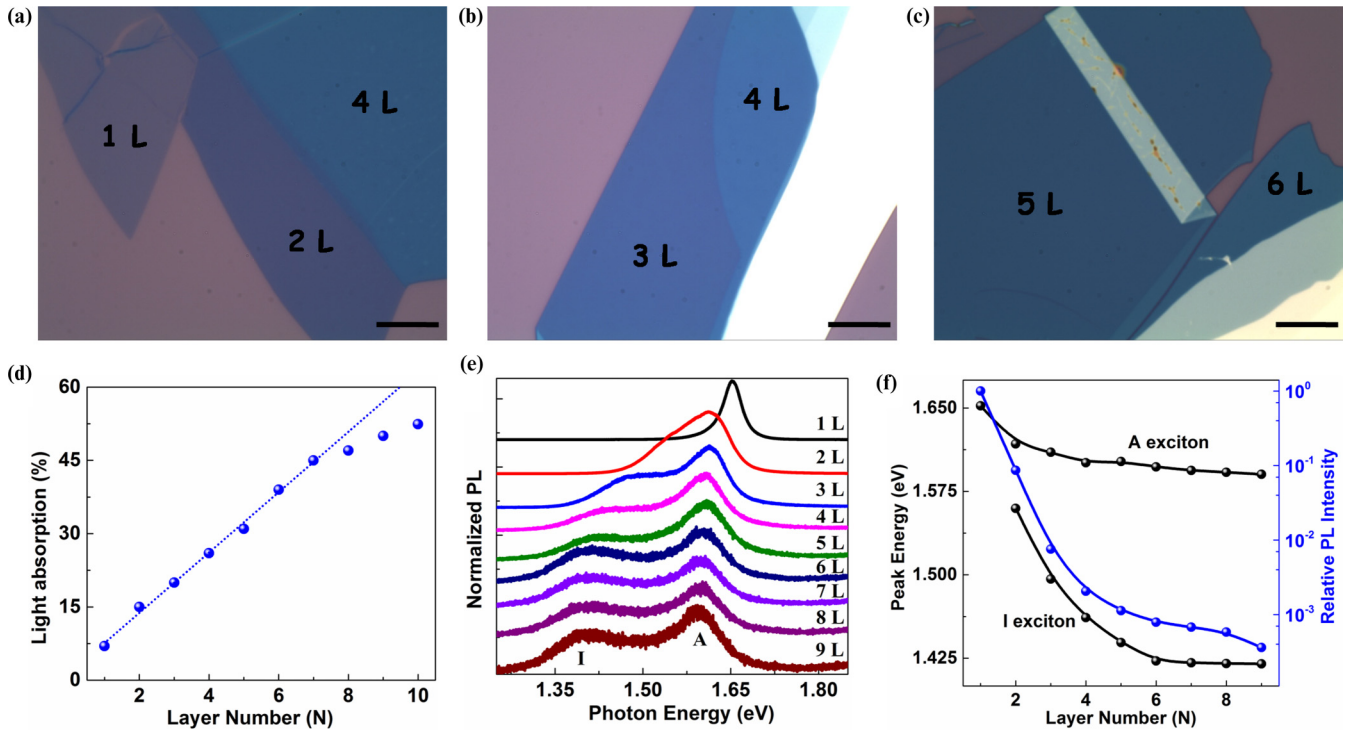 (a)
1 L
2 L
4 L
(b)
3 L
4 L
(c)
5 L
6 L
(d)
60
45
30
15
0
Light absorption (%)
2 4 6 8 10
Layer Number (N)
(e)
Normalized PL
1 L
2 L
3 L
4 L
5 L
6 L
7 L
8 L
9 L
I
A
1.35 1.50 1.65 1.80
Photon Energy (eV)
(f)
1.650
1.575
1.500
1.425
Peak Energy (eV)
A exciton
I exciton
10⁰
10⁻¹
10⁻²
10⁻³
Relative PL Intensity
2 4 6 8
Layer Number (N)